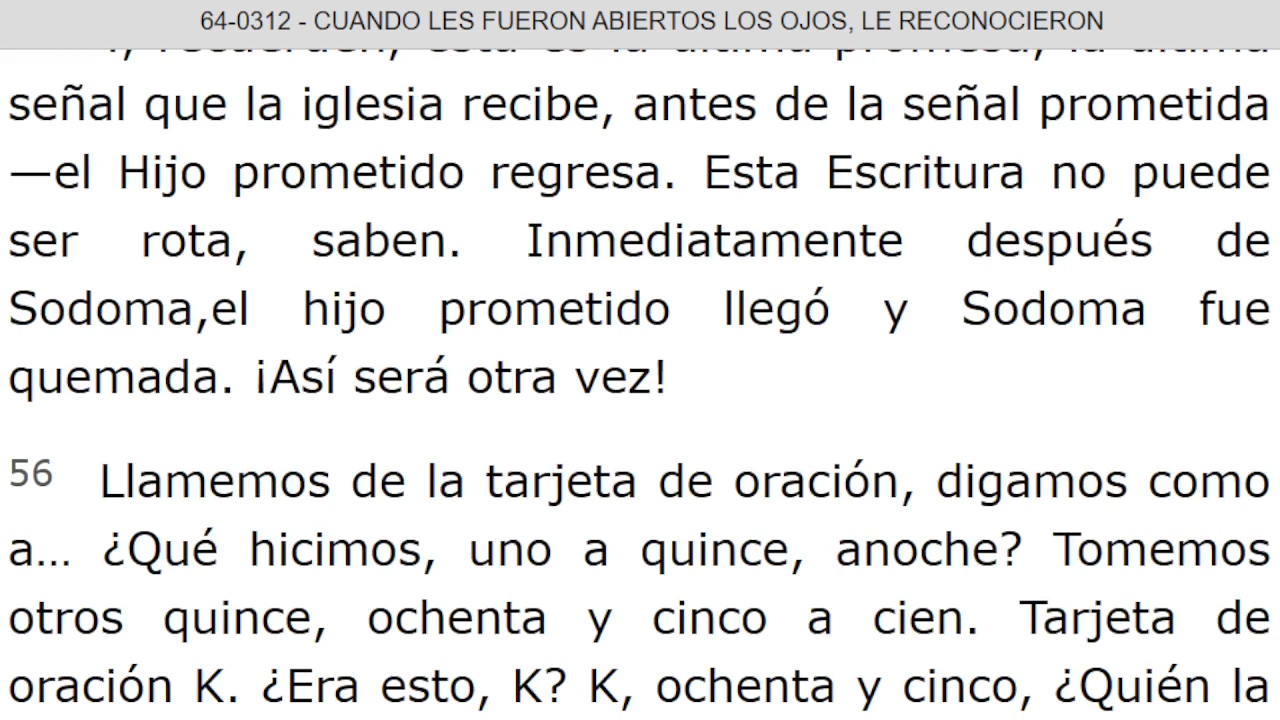 64-0312 - CUANDO LES FUERON ABIERTOS LOS OJOS, LE RECONOCIERON
señal que la iglesia recibe, antes de la señal prometida
—el Hijo prometido regresa. Esta Escritura no puede
ser rota, saben. Inmediatamente después de
Sodoma,el hijo prometido llegó y Sodoma fue
quemada. ¡Así será otra vez!
56 Llamemos de la tarjeta de oración, digamos como
a... ¿Qué hicimos, uno a quince, anoche? Tomemos
otros quince, ochenta y cinco a cien. Tarjeta de
oración K. ¿Era esto, K? K, ochenta y cinco, ¿Quién la